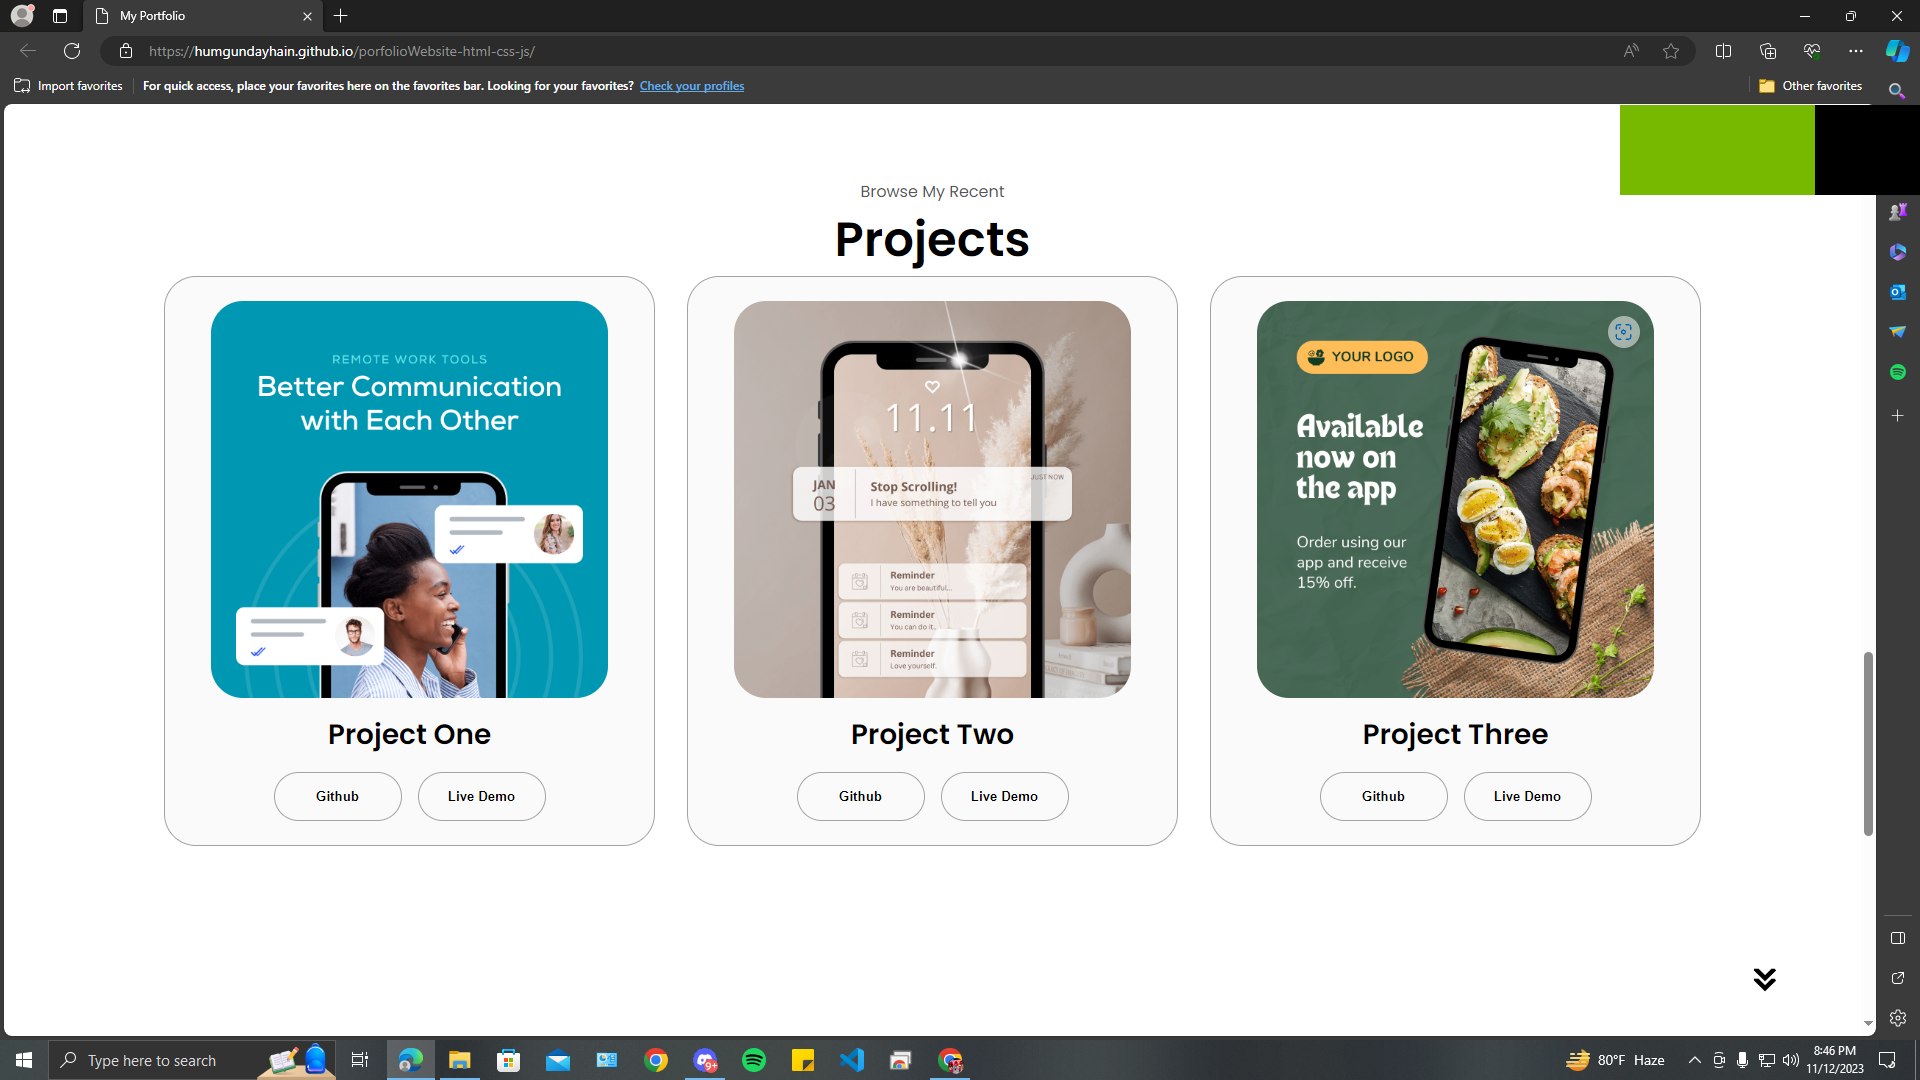 My Portfolio
https://humgundayhain.github.io/porfolioWebsite-html-css-js/
Import favorites
For quick access, place your favorites here on the favorites bar. Looking for your favorites? Check your profiles
Other favorites
Browse My Recent
Projects
REMOTE WORK TOOLS
Better Communication
with Each Other
Project One
Github
Live Demo
11.11
JAN
03
Stop Scrolling!
I have something to tell you
JUST NOW
Reminder
You are beautiful...
Reminder
You can do it..
Reminder
Love yourself.
Project Two
Github
Live Demo
YOUR LOGO
Available
now on
the app
Order using our
app and receive
15% off.
Project Three
Github
Live Demo
Type here to search
9+
80°F Haze
8:46 PM
11/12/2023